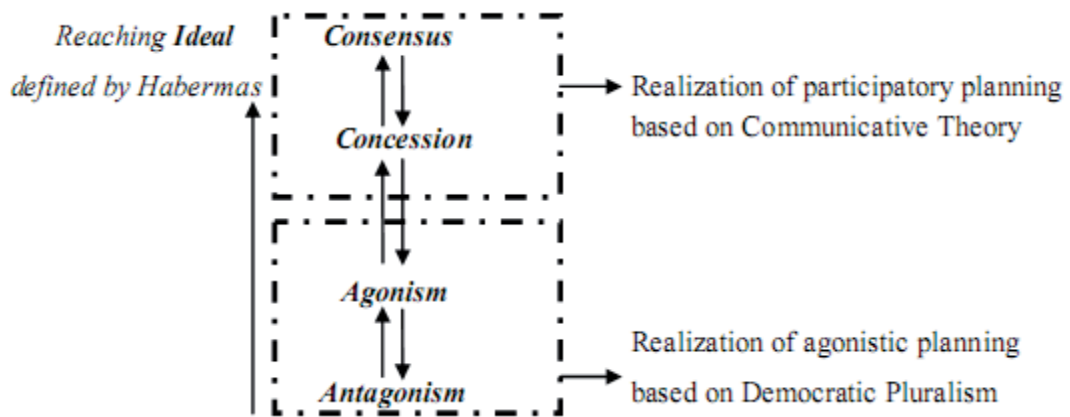 Reaching Ideal
defined by Habermas
Consensus
Concession
Realization of participatory planning
based on Communicative Theory
Agonism
Antagonism
Realization of agonistic planning
based on Democratic Pluralism